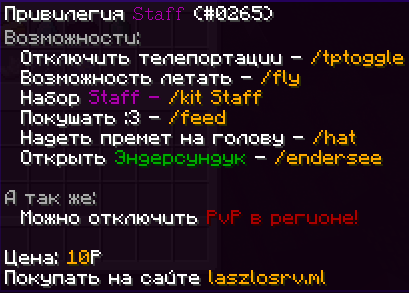 Привилегия Staff (#0265)
Возможности:
Отключить телепортации - /tptoggle
Возможность летать - /fly
Набор Staff - /kit Staff
Покушать :3 - /feed
Надеть премет на голову - /hat
Открыть Эндерсундук - /endersee
А так же:
Можно отключить PvP в регионе!
Цена: 10Р
Покупать на сайте laszlosrv.ml